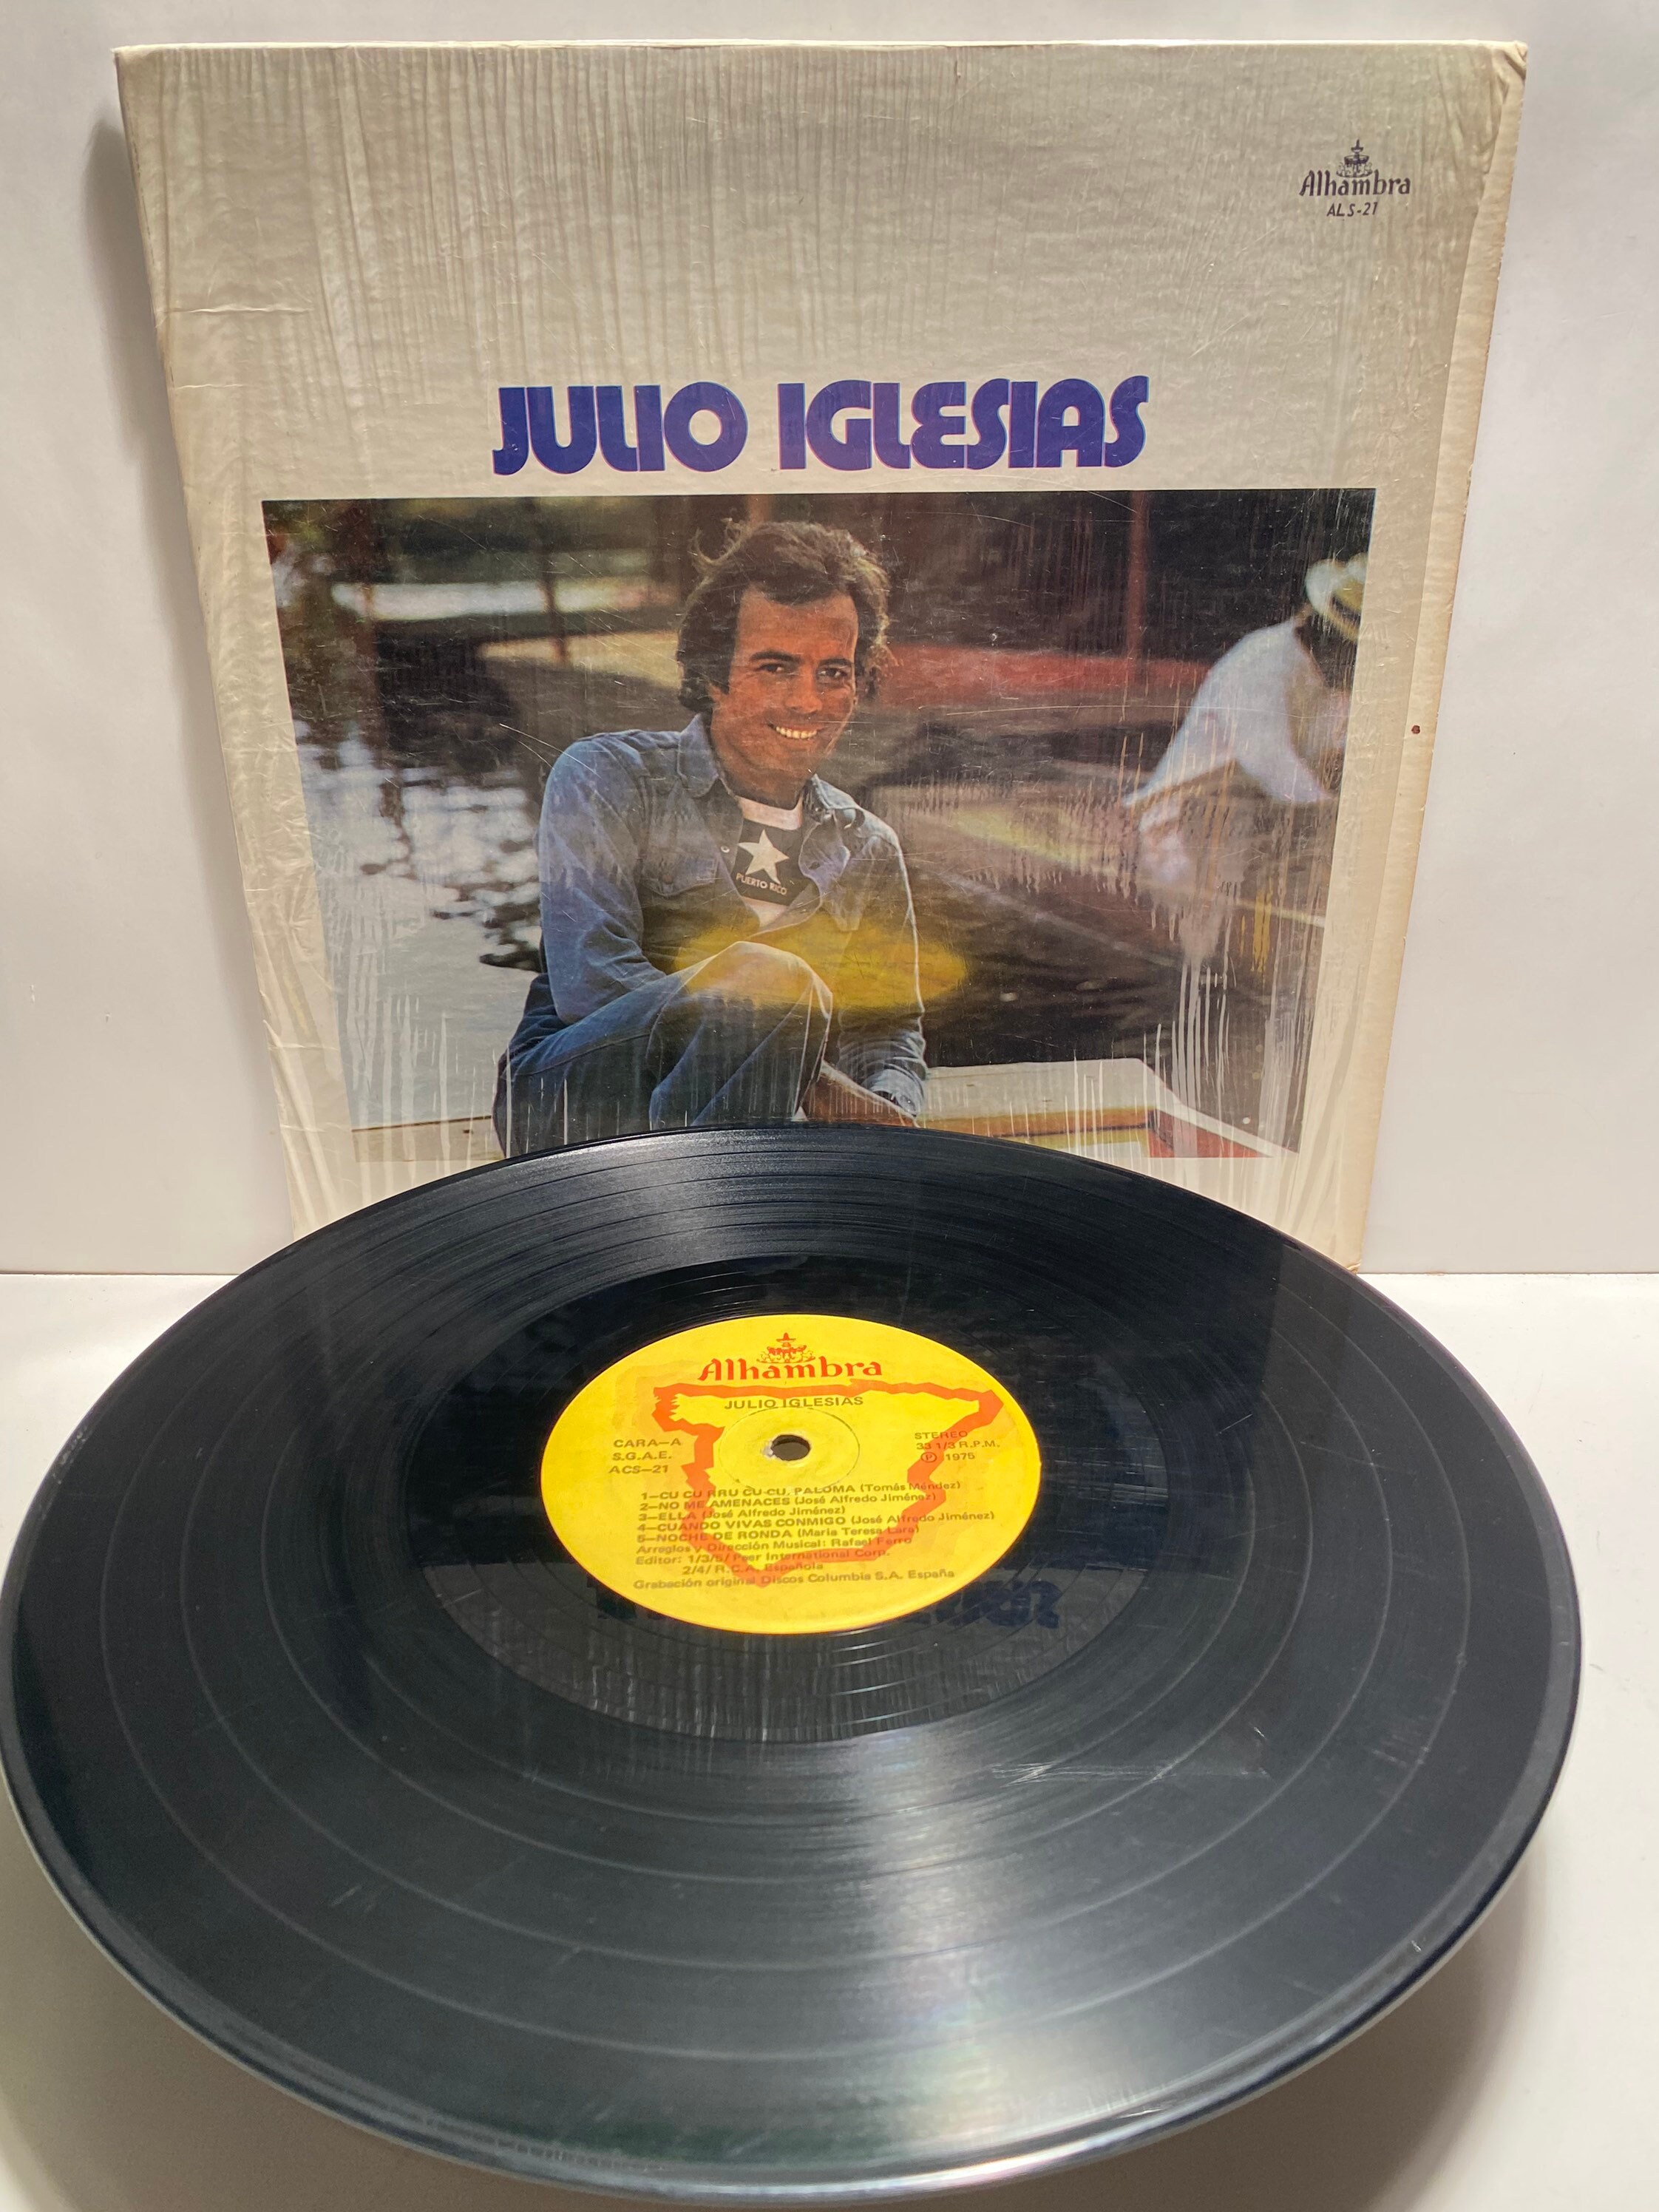 Alhambra
ALS-21
JULIO IGLESIAS
PUERTO RICO
Alhambra
JULIO IGLESIAS
CARA—A
S.G.A.E.
ACS—21
STEREO
33 1/3 R.P.M.
Ⓟ 1975
1—CU CU RRU CU CU, PALOMA (Tomás Méndez)
2—NO ME AMENACES (José Alfredo Jiménez)
3—ELLA (José Alfredo Jiménez)
4—CUANDO VIVAS CONMIGO (José Alfredo Jiménez)
5—NOCHE DE RONDA (María Teresa Lara)
Arreglos y Dirección Musical: Rafael Ferro
Editor: 1/3/5/ Peer International Corp.
2/4/ R.C.A. Española
Grabación original Discos Columbia S.A. España